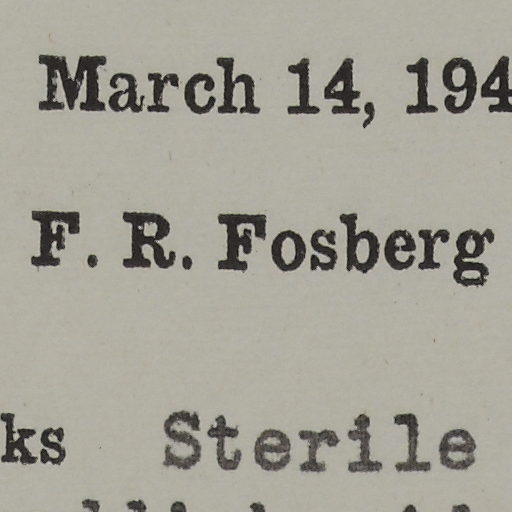 March 14, 194
F. R. Fosberg
ks Sterile